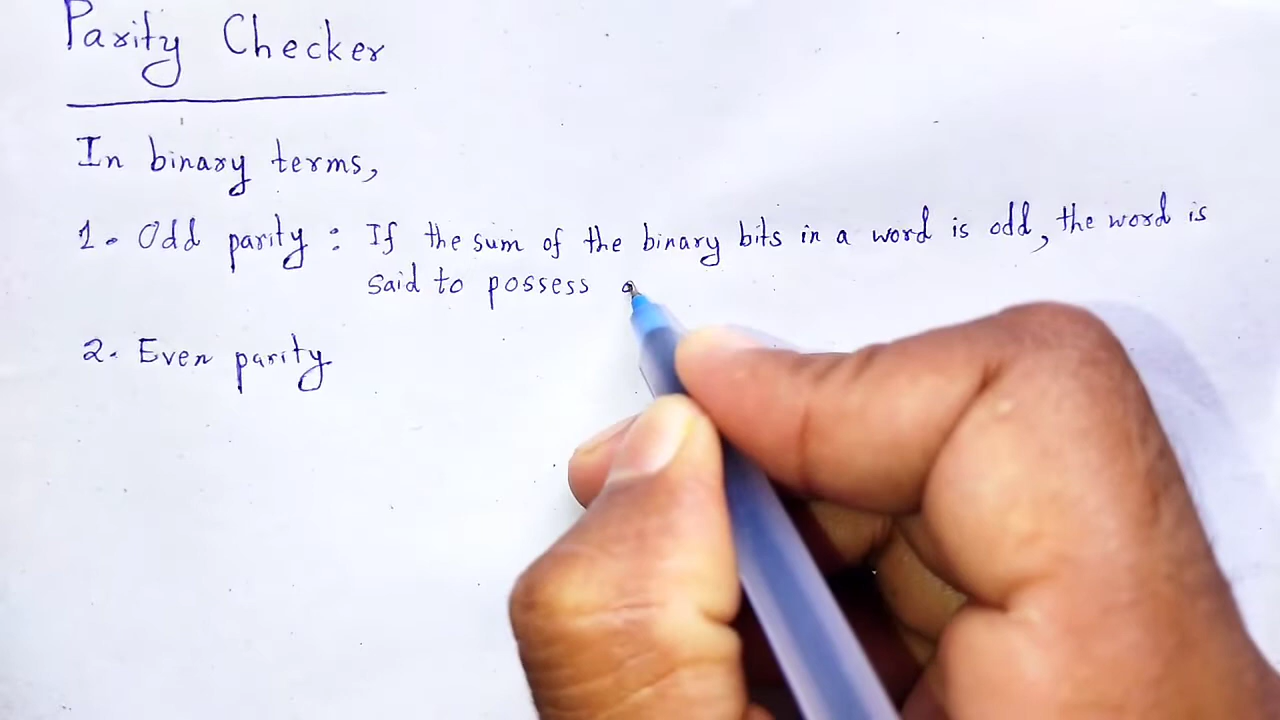 Parity Checker
In binary terms,
1. Odd parity : If the sum of the binary bits in a word is odd, the word is
said to possess
2. Even parity